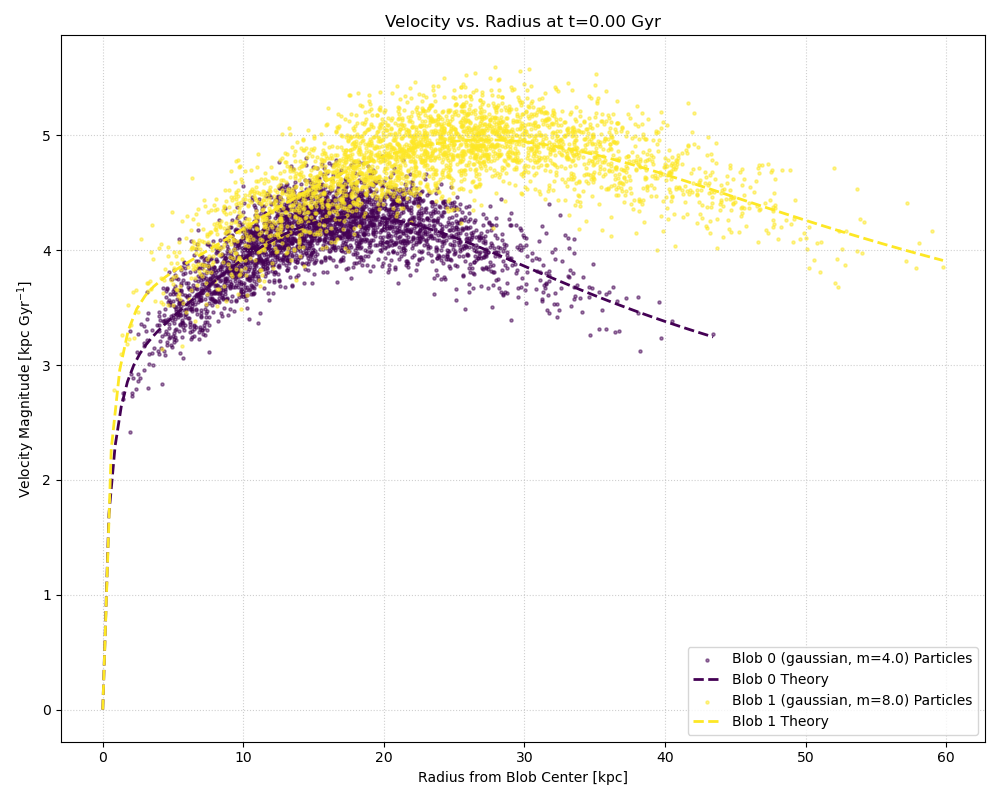 Velocity vs. Radius at t=0.00 Gyr
Velocity Magnitude [kpc Gyr⁻¹]
5
4
3
2
1
0
0 10 20 30 40 50 60
Radius from Blob Center [kpc]
Blob 0 (gaussian, m=4.0) Particles
Blob 0 Theory
Blob 1 (gaussian, m=8.0) Particles
Blob 1 Theory